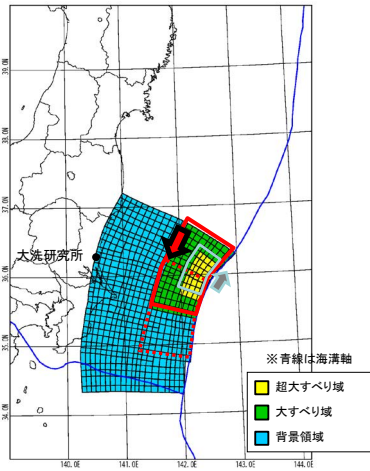 39.0N
38.0N
37.0N
大洗研究所
36.0N
※青線は海溝軸
35.0N
超大すべり域
大すべり域
34.0N
背景領域
140.0E
141.0E
142.0E
143.0E
144.0E